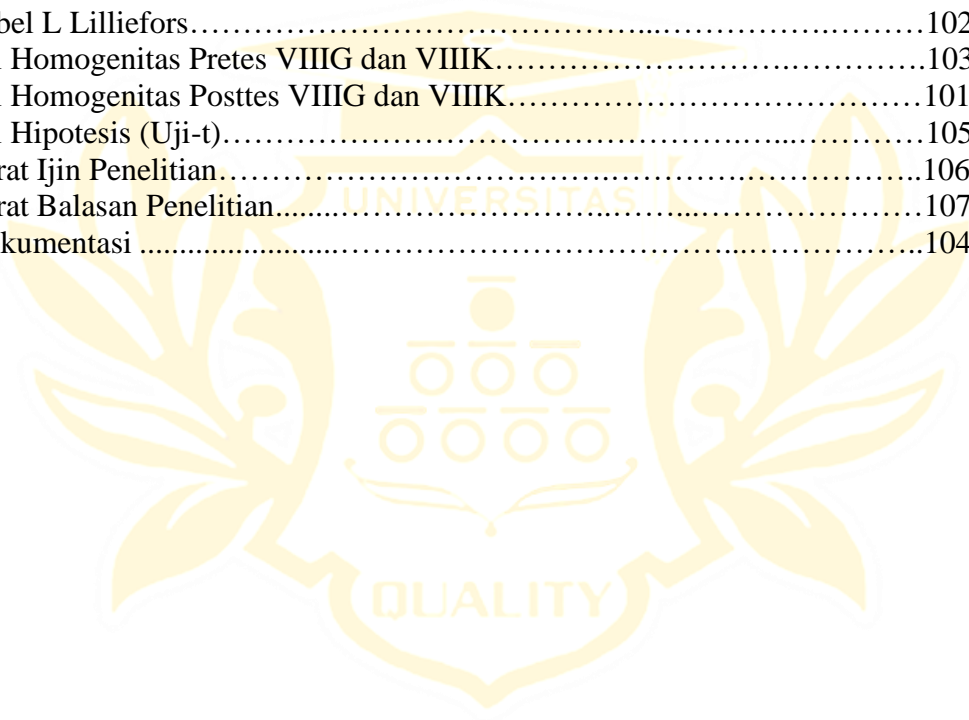 bel L Lilliefors…………………………………....…………….………102
Homogenitas Pretes VIIIG dan VIIIK…………………….………….103
Homogenitas Posttes VIIIG dan VIIIK……………………………………101
Hipotesis (Uji-t)……………………………………………...……………105
rat Ijin Penelitian………………………………………………………..106
rat Balasan Penelitian........……………………..……...…………………107
kumentasi ......................………………………………...……………..104
UNIVERSITAS
QUALITY